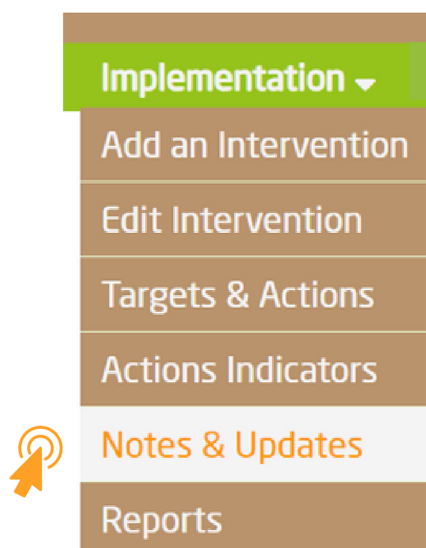 Implementation
Add an Intervention
Edit Intervention
Targets & Actions
Actions Indicators
Notes & Updates
Reports